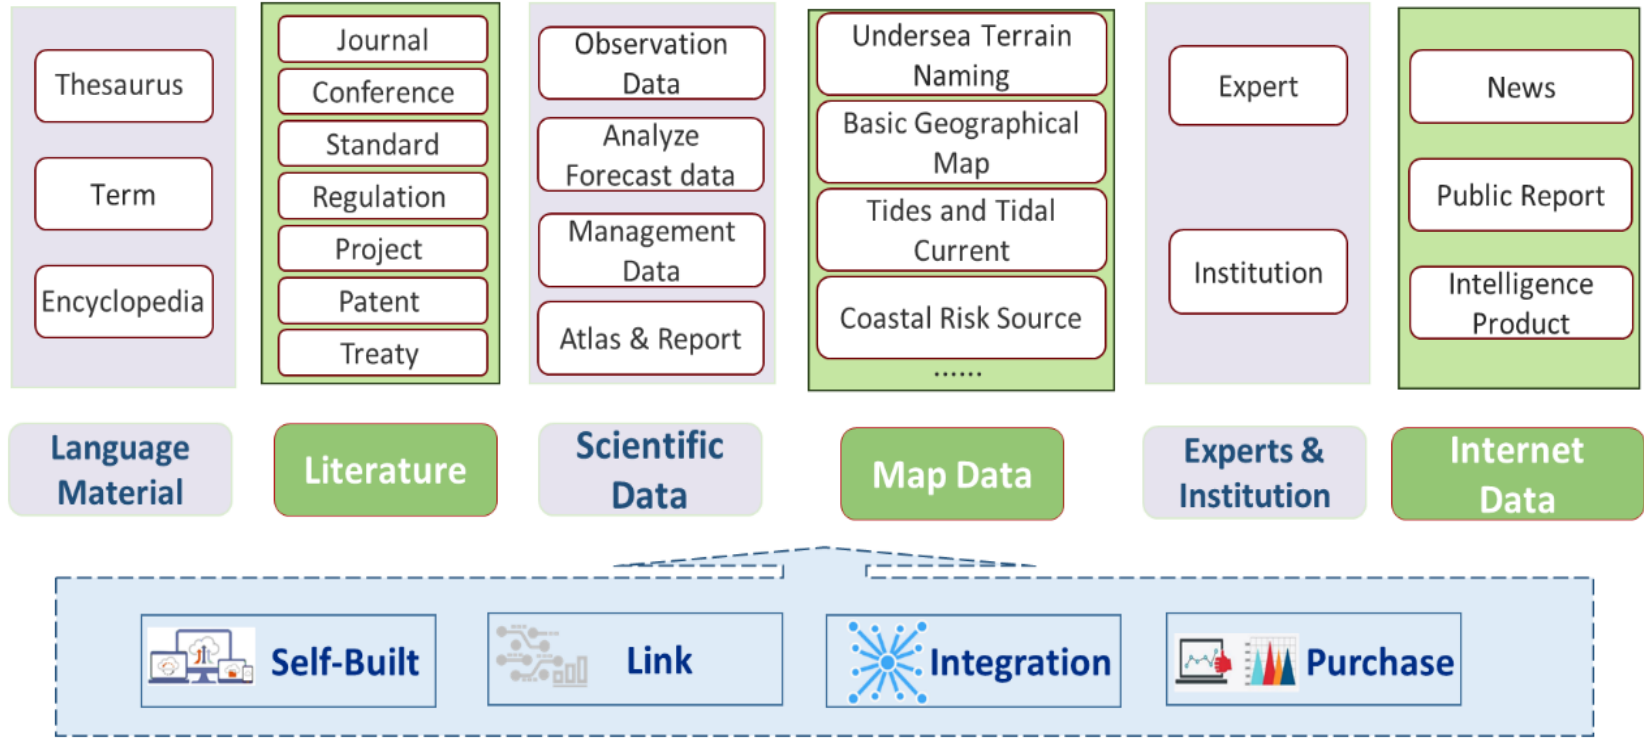 Thesaurus
Term
Encyclopedia
Language
Material
Journal
Conference
Standard
Regulation
Project
Patent
Treaty
Literature
Observation
Data
Analyze
Forecast data
Management
Data
Atlas & Report
Scientific
Data
Undersea Terrain
Naming
Basic Geographical
Map
Tides and Tidal
Current
Coastal Risk Source
......
Map Data
Expert
Institution
Experts &
Institution
News
Public Report
Intelligence
Product
Internet
Data
Self-Built
Link
Integration
Purchase